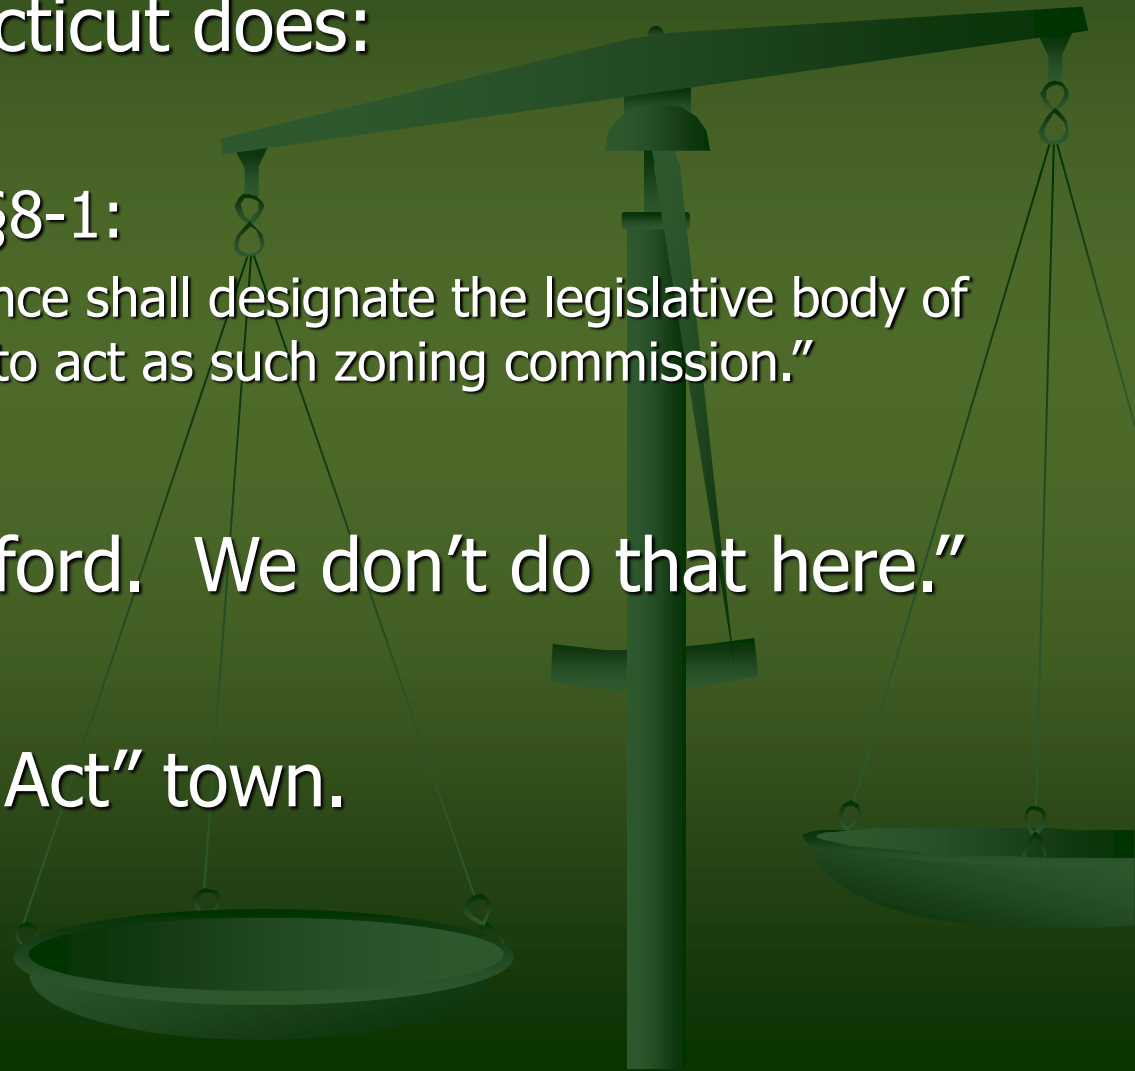 cticut does:
§8-1:
nce shall designate the legislative body of
to act as such zoning commission.”
ford. We don’t do that here.”
Act” town.